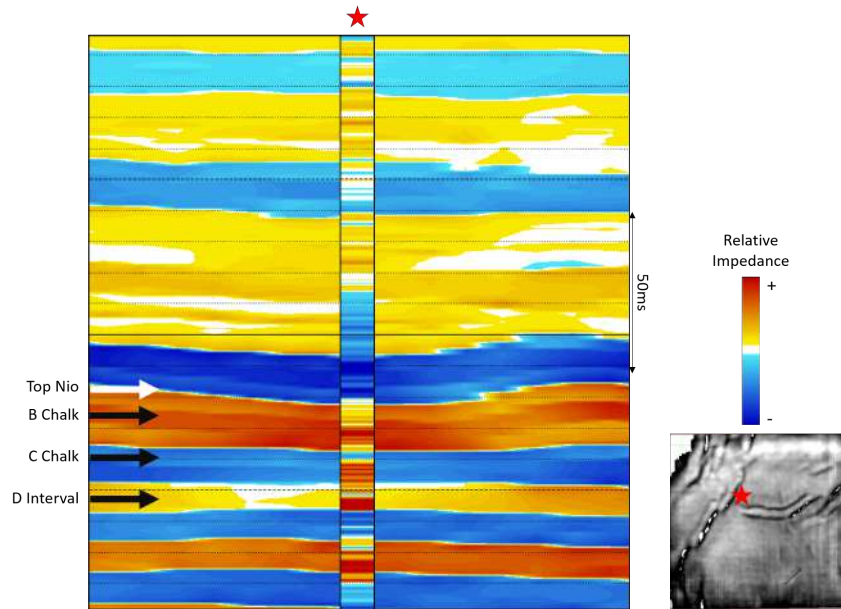 50ms
Relative
Impedance
+
-
Top Nio
B Chalk
C Chalk
D Interval